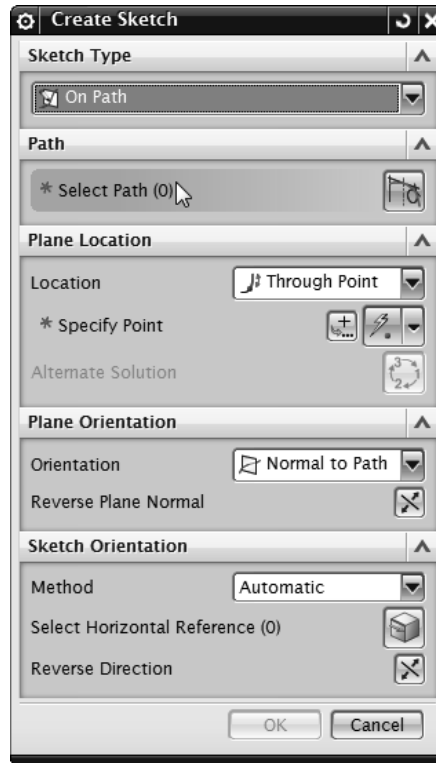 Create Sketch
Sketch Type
On Path
Path
* Select Path (0)
Plane Location
Location Through Point
* Specify Point
Alternate Solution
Plane Orientation
Orientation Normal to Path
Reverse Plane Normal
Sketch Orientation
Method Automatic
Select Horizontal Reference (0)
Reverse Direction
OK Cancel